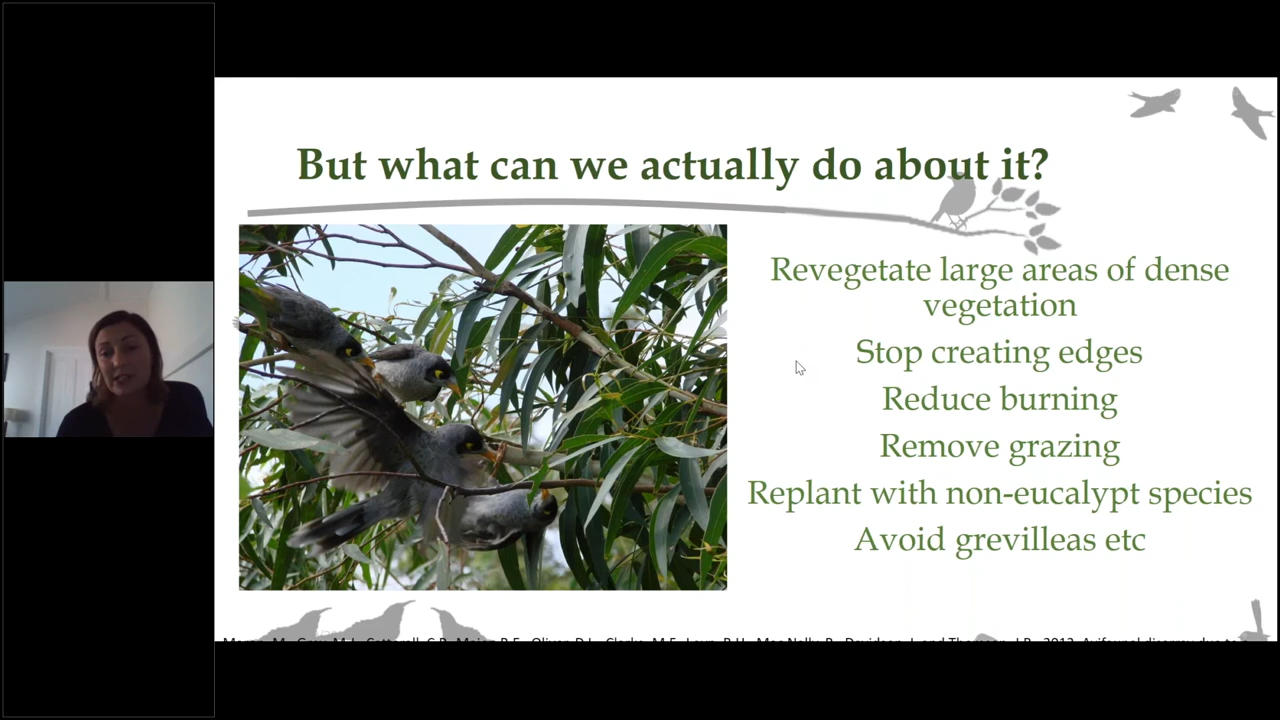 But what can we actually do about it?
Revegetate large areas of dense
vegetation
Stop creating edges
Reduce burning
Remove grazing
Replant with non-eucalypt species
Avoid grevilleas etc